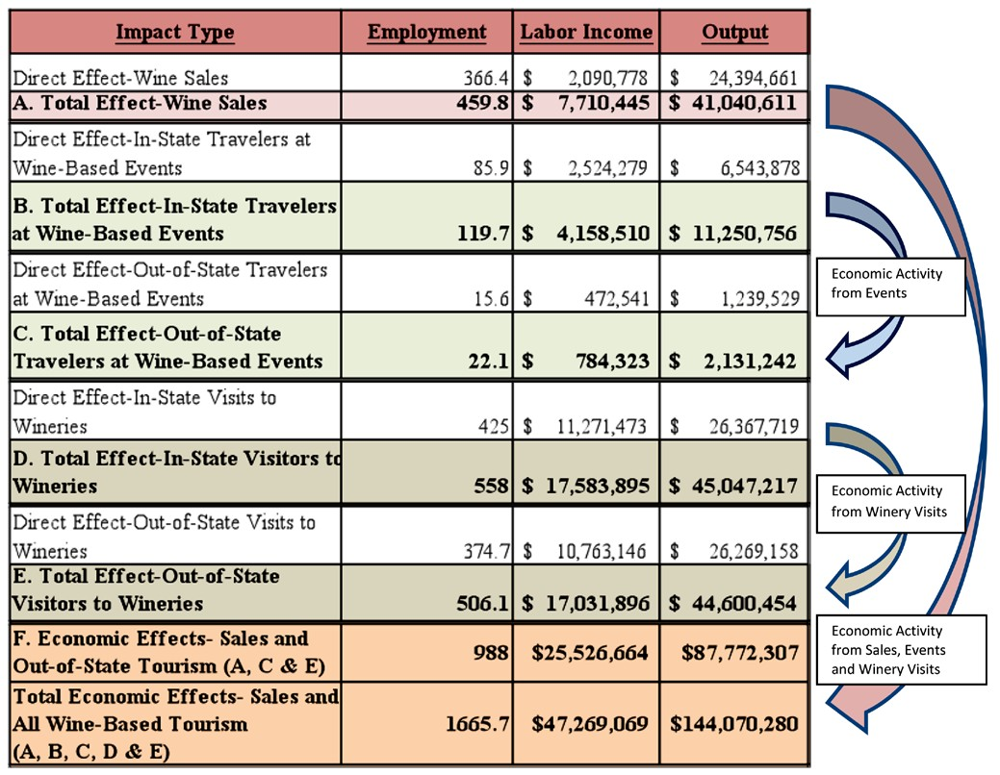 Impact Type Employment Labor Income Output
Direct Effect-Wine Sales 366.4 $ 2,090,778 $ 24,394,661
A. Total Effect-Wine Sales 459.8 $ 7,710,445 $ 41,040,611
Direct Effect-In-State Travelers at
Wine-Based Events 85.9 $ 2,524,279 $ 6,543,878
B. Total Effect-In-State Travelers
at Wine-Based Events 119.7 $ 4,158,510 $ 11,250,756
Direct Effect-Out-of-State Travelers
at Wine-Based Events 15.6 $ 472,541 $ 1,239,529
C. Total Effect-Out-of-State
Travelers at Wine-Based Events 22.1 $ 784,323 $ 2,131,242
Direct Effect-In-State Visits to
Wineries 425 $ 11,271,473 $ 26,367,719
D. Total Effect-In-State Visitors to
Wineries 558 $ 17,583,895 $ 45,047,217
Direct Effect-Out-of-State Visits to
Wineries 374.7 $ 10,763,146 $ 26,269,158
E. Total Effect-Out-of-State
Visitors to Wineries 506.1 $ 17,031,896 $ 44,600,454
F. Economic Effects- Sales and
Out-of-State Tourism (A, C & E) 988 $25,526,664 $87,772,307
Total Economic Effects- Sales and
All Wine-Based Tourism 1665.7 $47,269,069 $144,070,280
(A, B, C, D & E)
Economic Activity
from Events
Economic Activity
from Winery Visits
Economic Activity
from Sales, Events
and Winery Visits